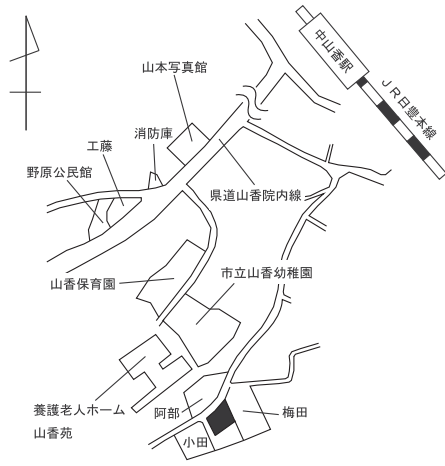 中山香駅
JR日豊本線
山本写真館
消防庫
工藤
野原公民館
県道山香院内線
山香保育園
市立山香幼稚園
養護老人ホーム
山香苑
阿部
梅田
小田